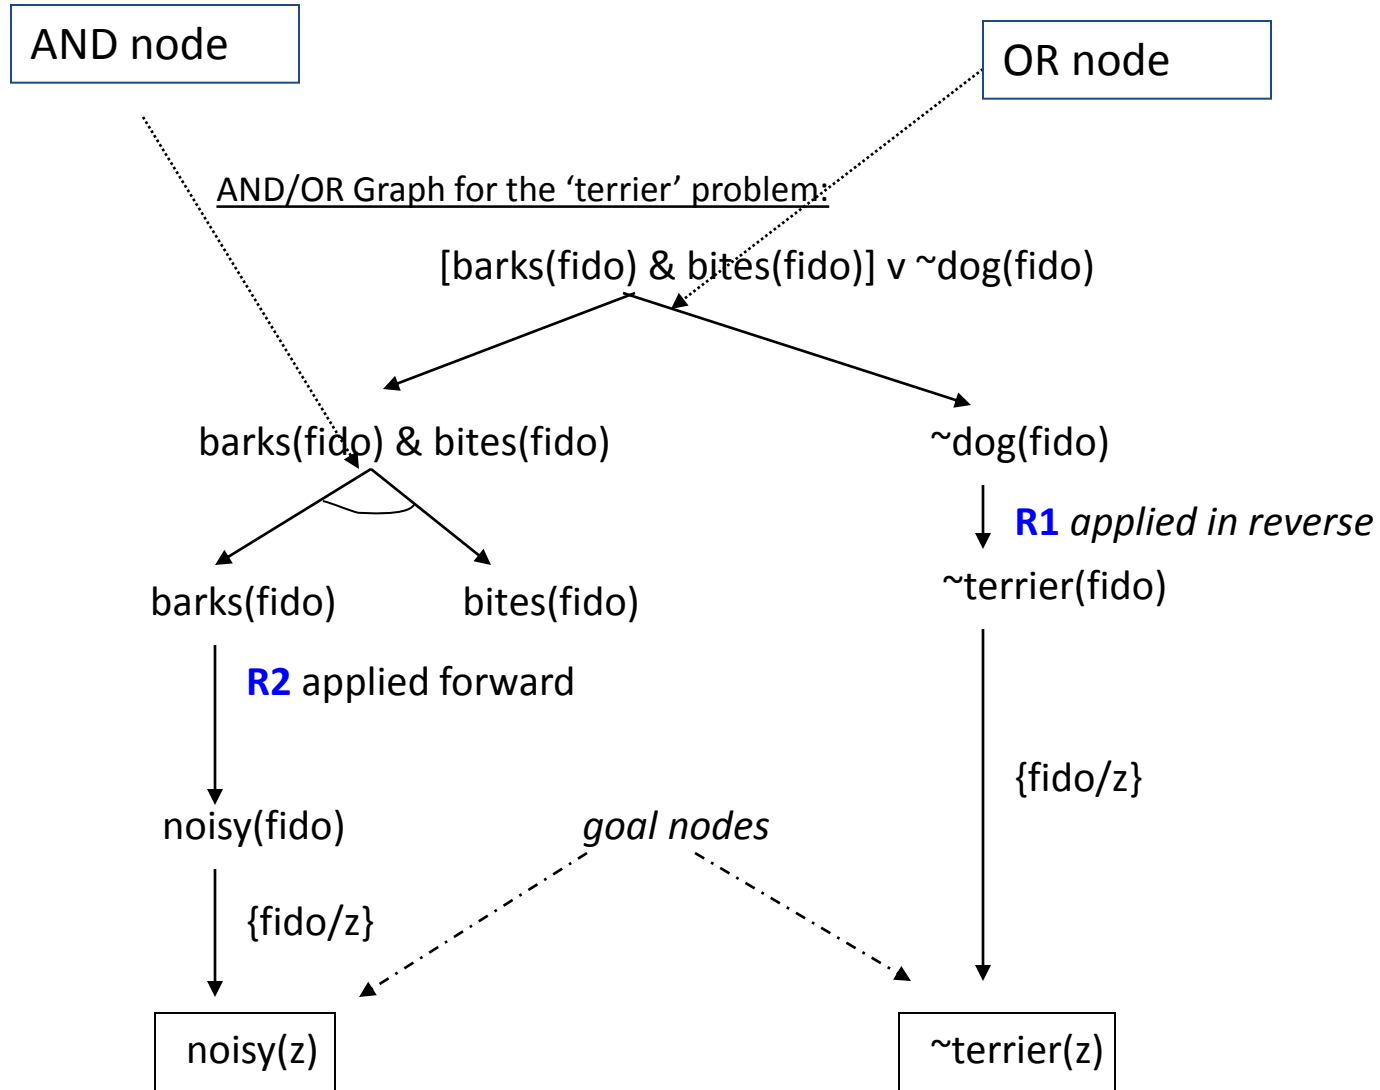 AND node
OR node
AND/OR Graph for the ‘terrier’ problem:
[barks(fido) & bites(fido)] v ~dog(fido)
barks(fido) & bites(fido)
~dog(fido)
R1 applied in reverse
~terrier(fido)
barks(fido)
bites(fido)
R2 applied forward
{fido/z}
noisy(fido)
goal nodes
{fido/z}
noisy(z)
~terrier(z)